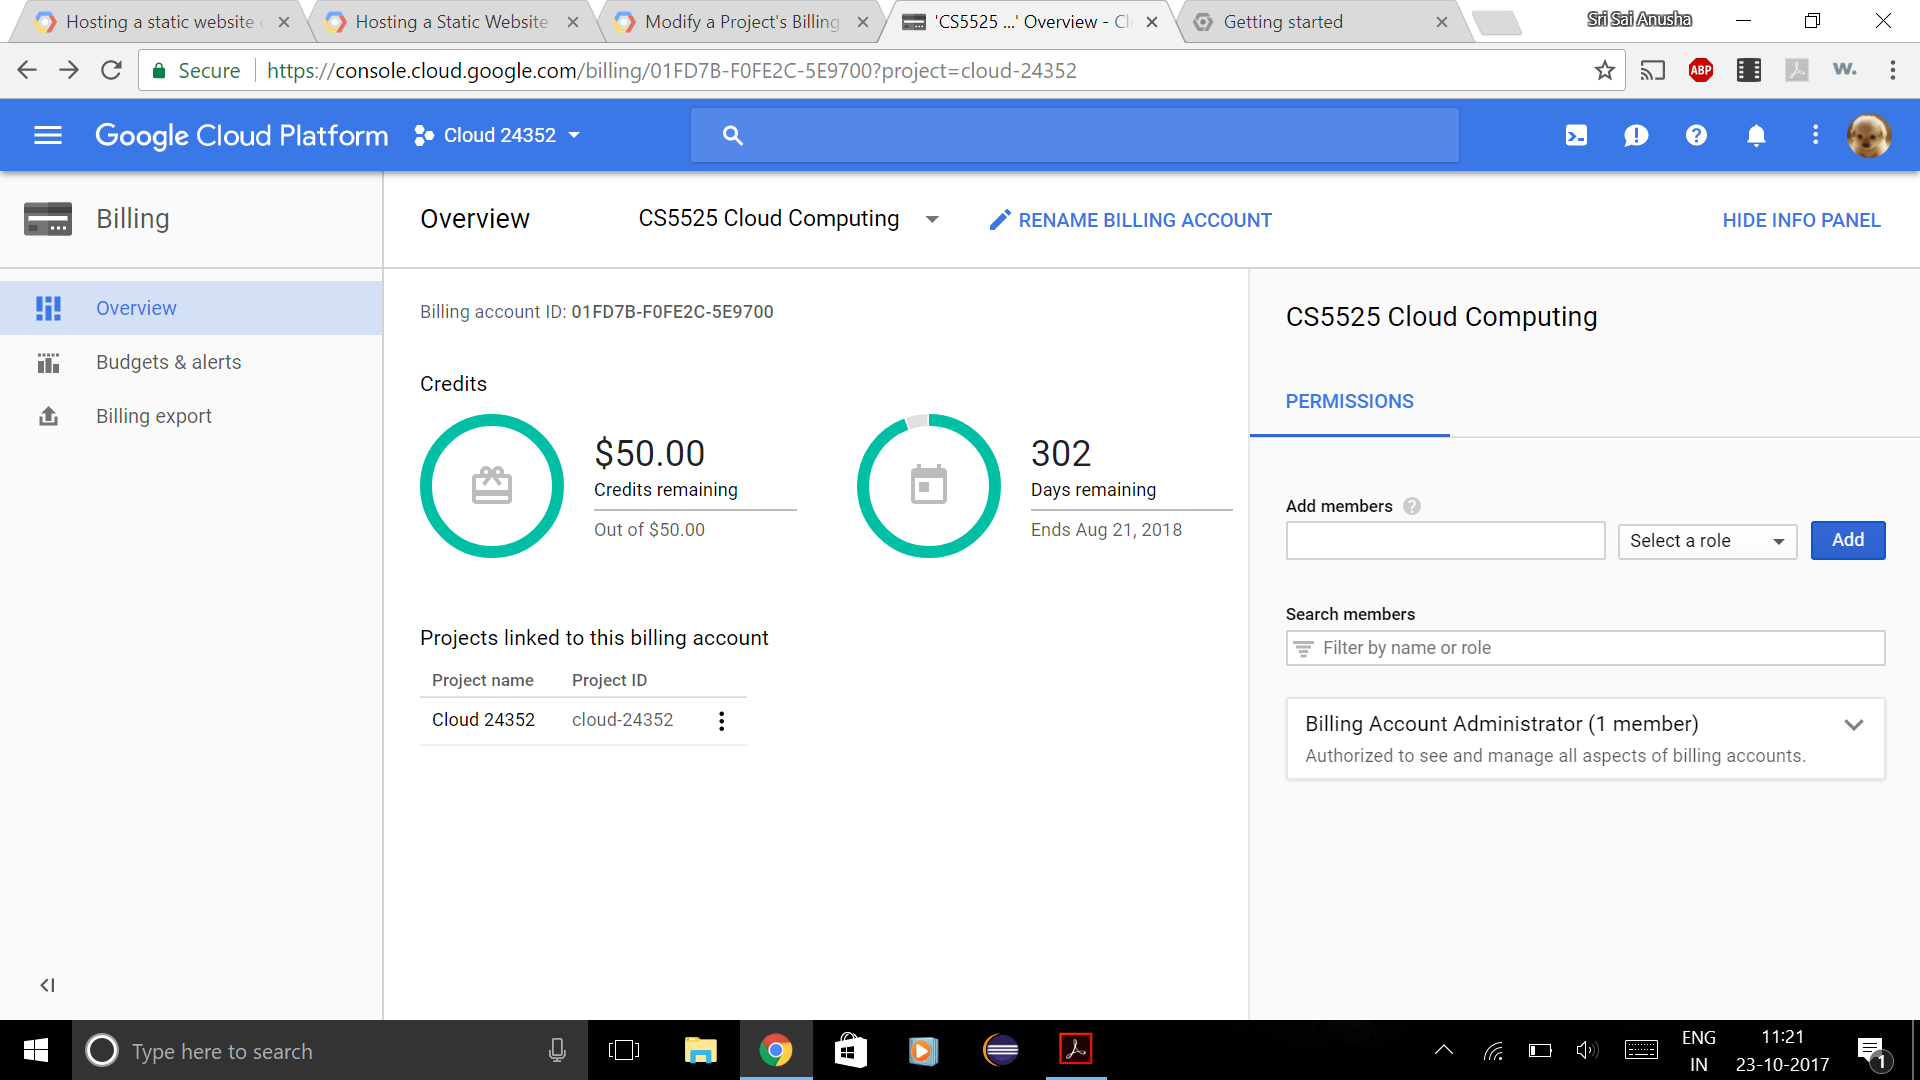 Hosting a static website
Hosting a Static Website
Modify a Project's Billing
'CS5525 ...' Overview - Cl
Getting started
Sri Sai Anusha
Secure
https://console.cloud.google.com/billing/01FD7B-F0FE2C-5E9700?project=cloud-24352
ABP
w.
Google Cloud Platform
Cloud 24352
Billing
Overview
CS5525 Cloud Computing
RENAME BILLING ACCOUNT
HIDE INFO PANEL
Overview
Budgets & alerts
Billing export
Billing account ID: 01FD7B-F0FE2C-5E9700
Credits
$50.00
Credits remaining
Out of $50.00
302
Days remaining
Ends Aug 21, 2018
Projects linked to this billing account
Project name Project ID
Cloud 24352 cloud-24352
CS5525 Cloud Computing
PERMISSIONS
Add members
Select a role
Add
Search members
Filter by name or role
Billing Account Administrator (1 member)
Authorized to see and manage all aspects of billing accounts.
Type here to search
ENG
IN
11:21
23-10-2017
1